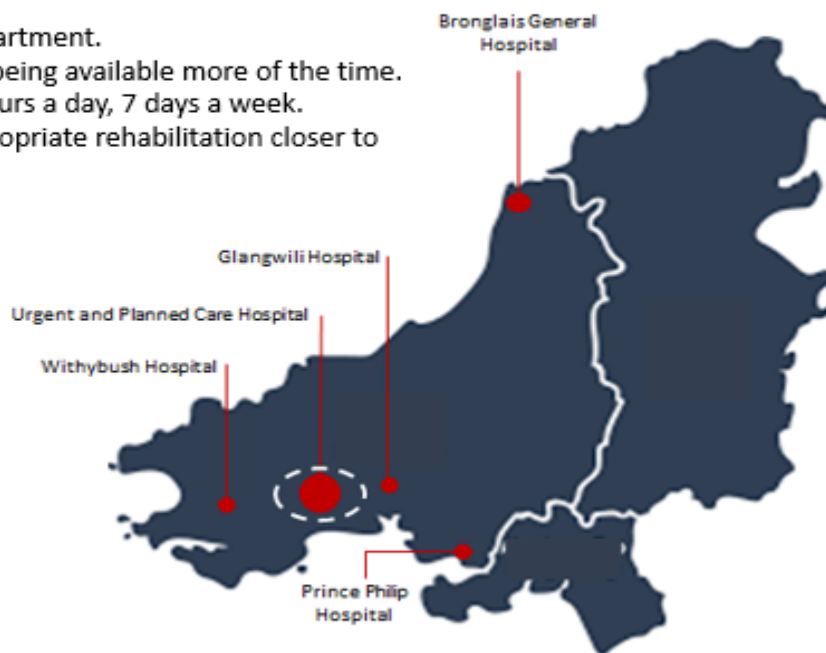 artment.
being available more of the time.
urs a day, 7 days a week.
opriate rehabilitation closer to
Bronglais General
Hospital
Glangwili Hospital
Urgent and Planned Care Hospital
Withybush Hospital
Prince Philip
Hospital